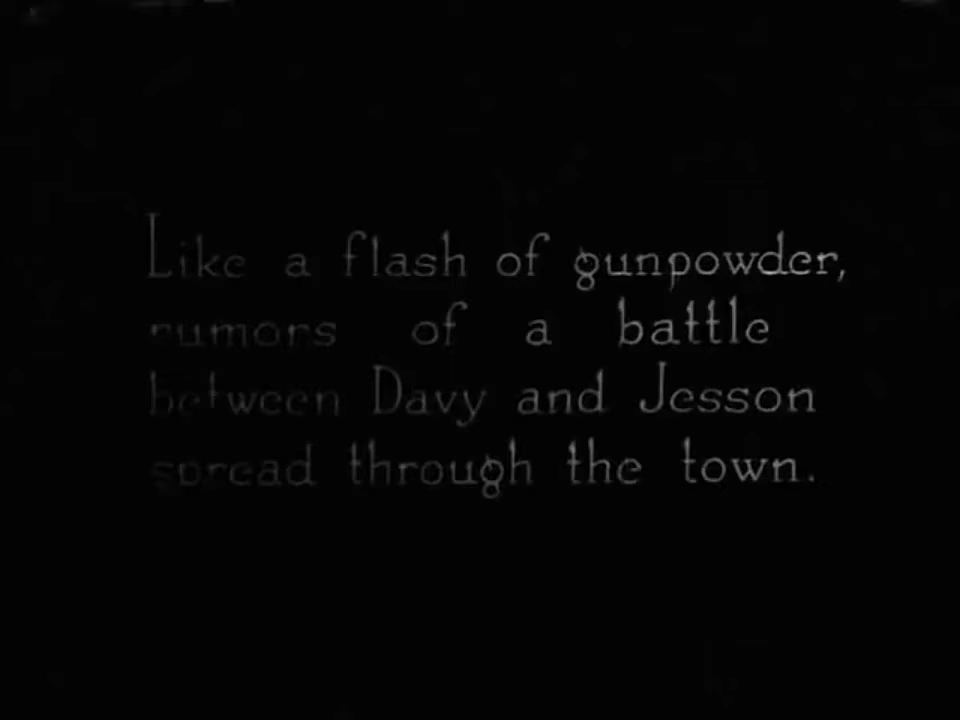 Like a flash of gunpowder,
rumors of a battle
between Davy and Jesson
spread through the town.